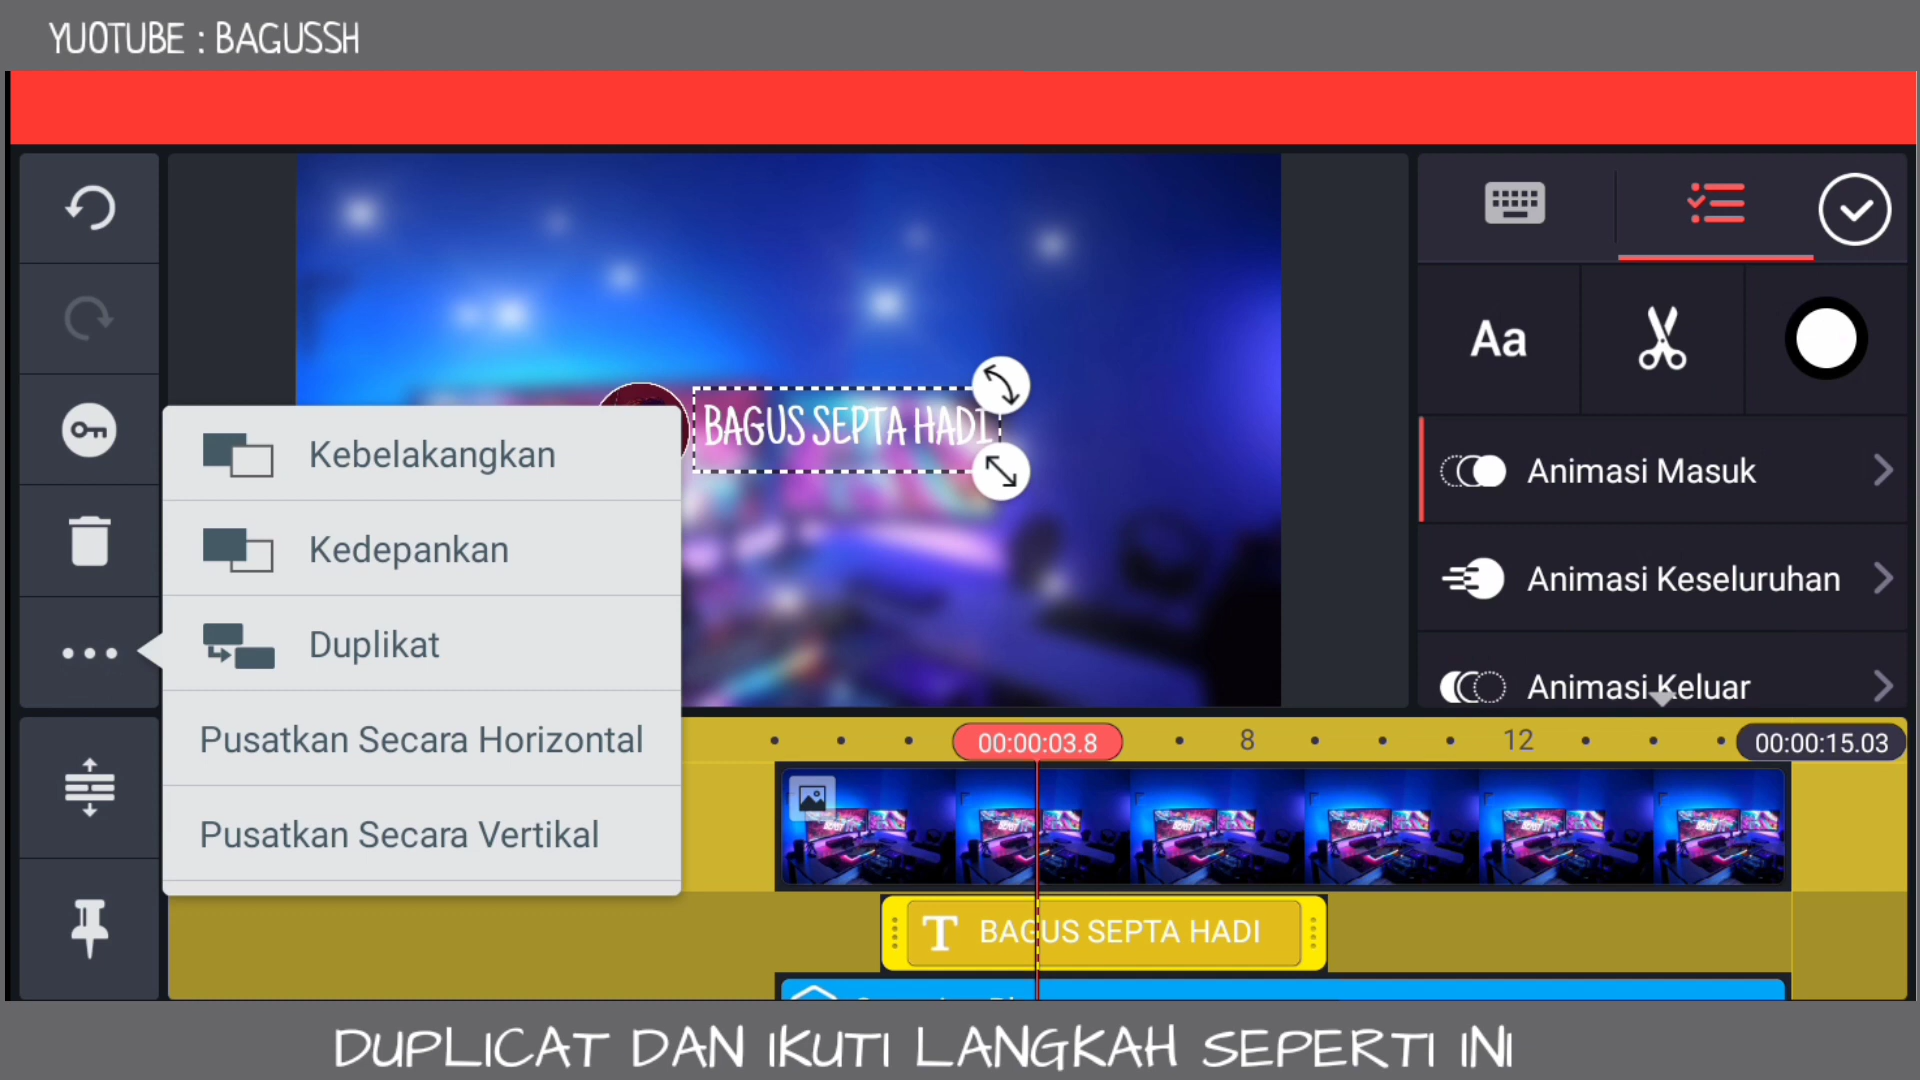 YUOTUBE : BAGUSSH
BAGUS SEPTA HADI
Aa
Animasi Masuk
Animasi Keseluruhan
Animasi Keluar
Kebelakangkan
Kedepankan
Duplikat
Pusatkan Secara Horizontal
Pusatkan Secara Vertikal
00:00:03.8
8
12
00:00:15.03
T BAGUS SEPTA HADI
DUPLICAT DAN IKUTI LANGKAH SEPERTI INI